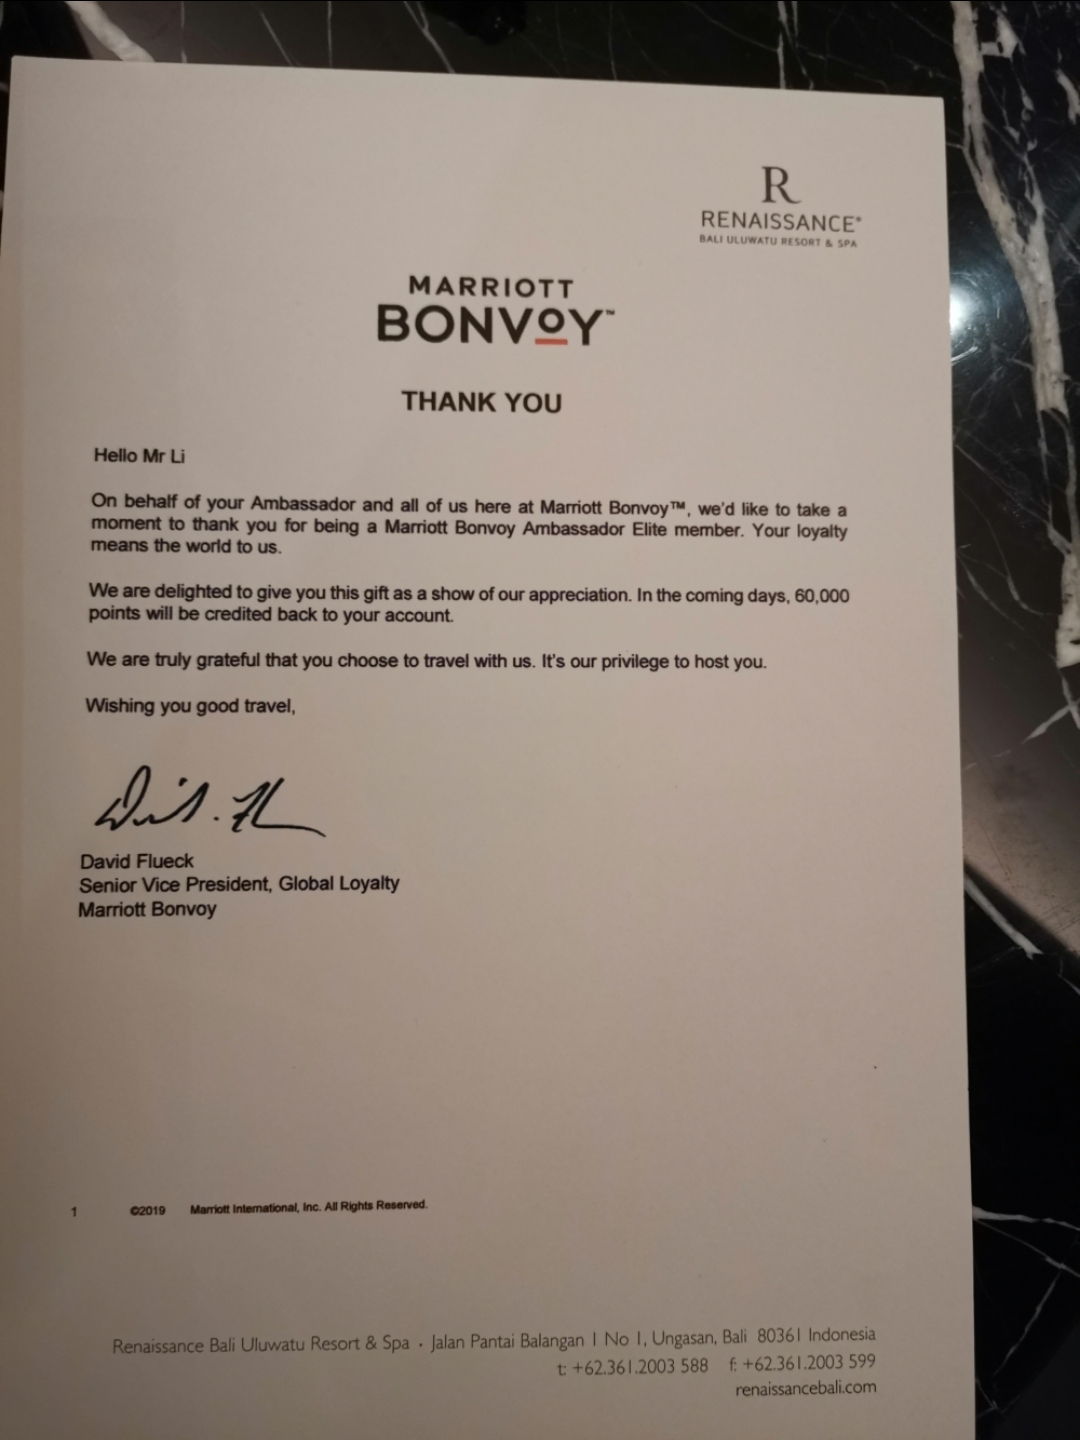 R
RENAISSANCE®
BALI ULUWATU RESORT & SPA
MARRIOTT
BONVOY™
THANK YOU
Hello Mr Li
On behalf of your Ambassador and all of us here at Marriott Bonvoy™, we'd like to take a
moment to thank you for being a Marriott Bonvoy Ambassador Elite member. Your loyalty
means the world to us.
We are delighted to give you this gift as a show of our appreciation. In the coming days, 60,000
points will be credited back to your account.
We are truly grateful that you choose to travel with us. It's our privilege to host you.
Wishing you good travel,
David Flueck
Senior Vice President, Global Loyalty
Marriott Bonvoy
1 ©2019 Marriott International, Inc. All Rights Reserved.
Renaissance Bali Uluwatu Resort & Spa · Jalan Pantai Balangan 1 No 1, Ungasan, Bali 80361 Indonesia
t: +62.361.2003 588 f: +62.361.2003 599
renaissancebali.com